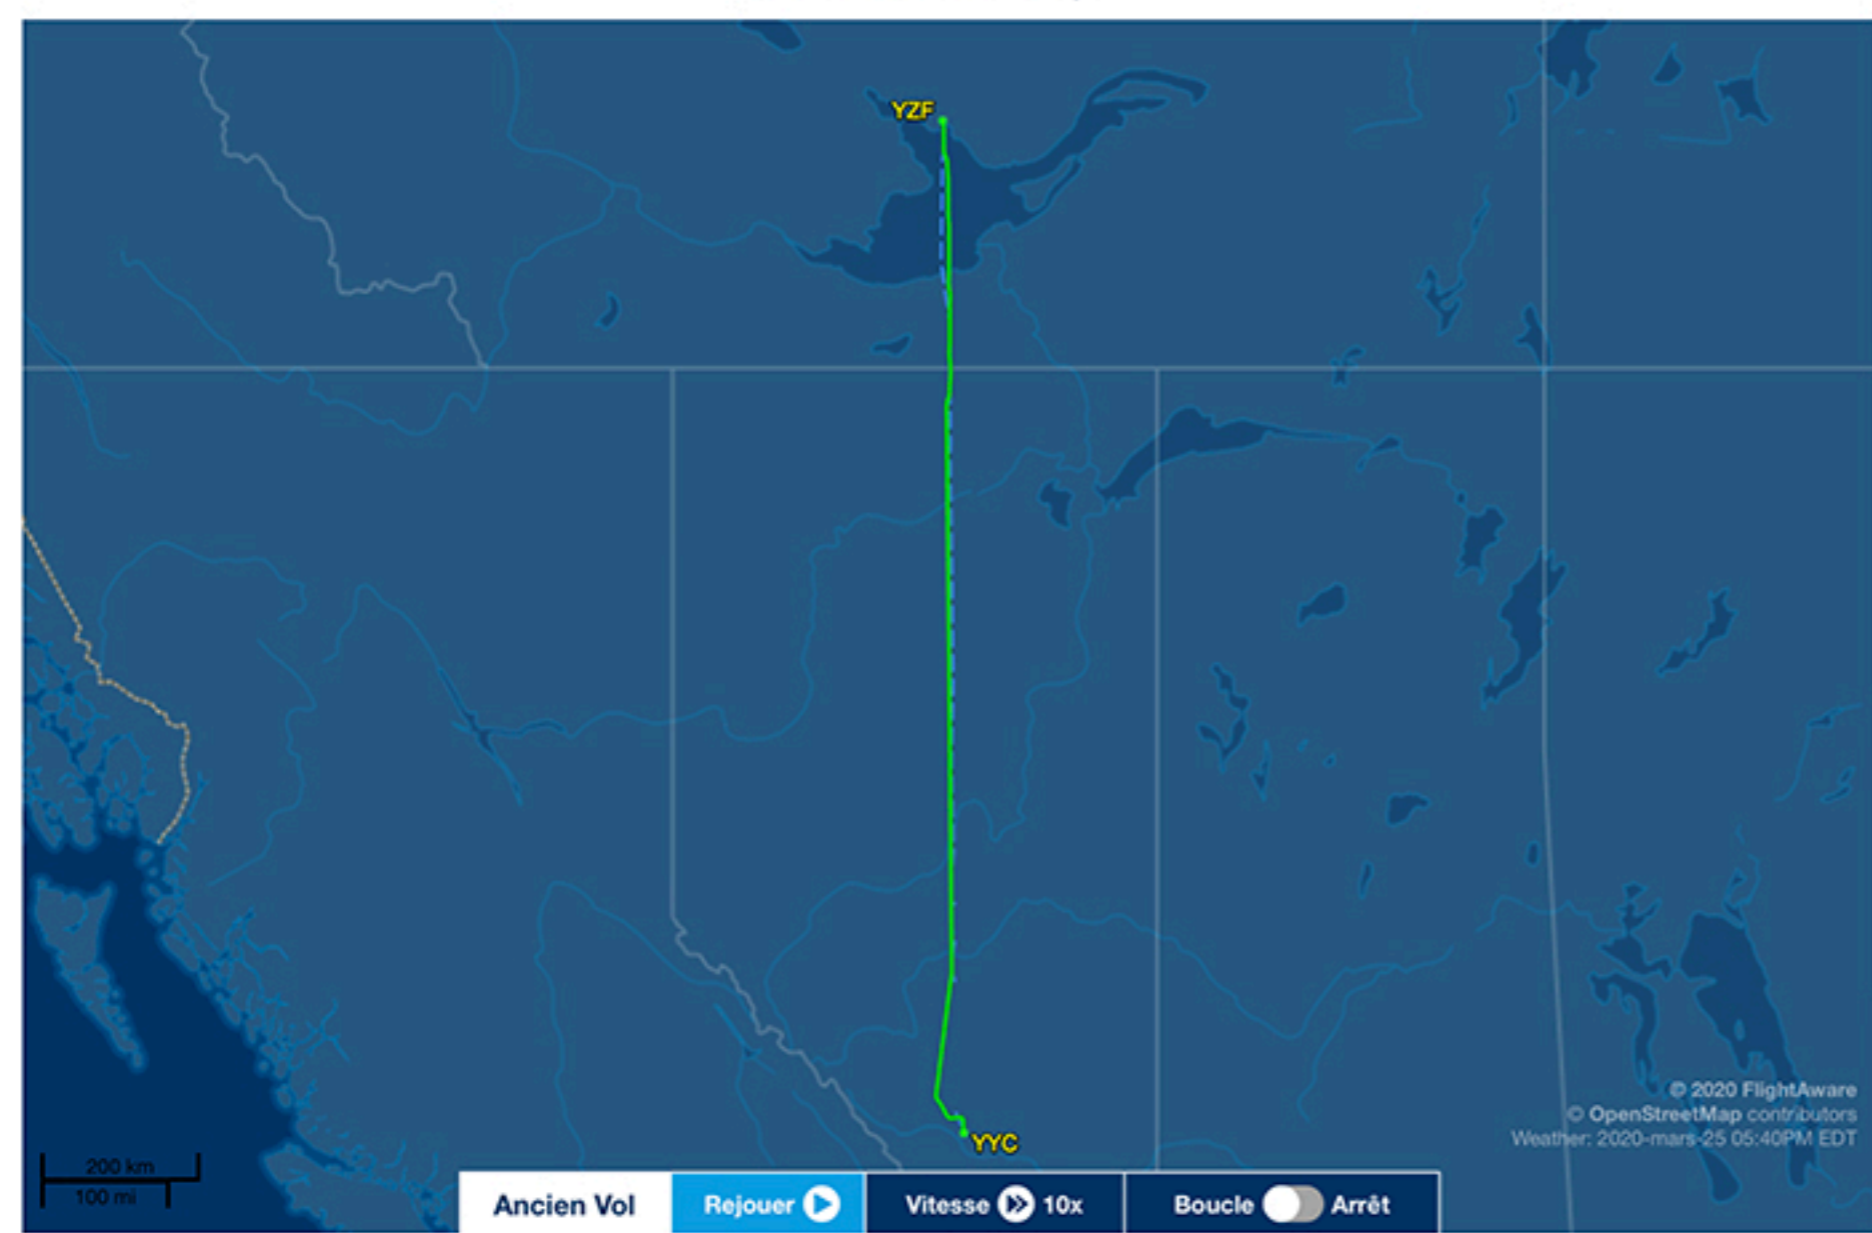 YZF
YYC
© 2020 FlightAware
© OpenStreetMap contributors
Weather: 2020-mars-25 05:40PM EDT
200 km
100 mi
Ancien Vol
Rejouer
Vitesse 10x
Boucle Arrêt